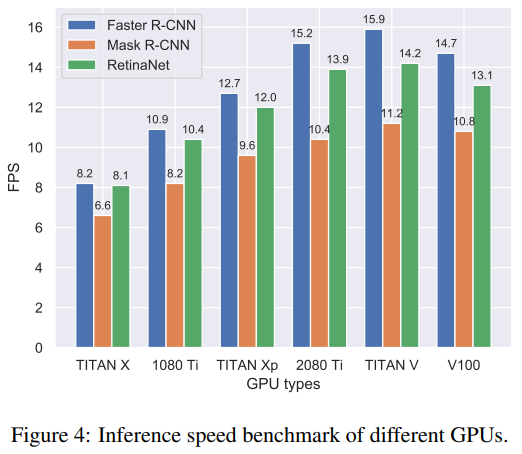 16
14
12
10
8
6
4
2
0
FPS
Faster R-CNN
Mask R-CNN
RetinaNet
8.2 6.6 8.1
10.9 8.2 10.4
12.7 9.6 12.0
15.2 10.4 13.9
15.9 11.2 14.2
14.7 10.8 13.1
TITAN X 1080 Ti TITAN Xp 2080 Ti TITAN V V100
GPU types
Figure 4: Inference speed benchmark of different GPUs.